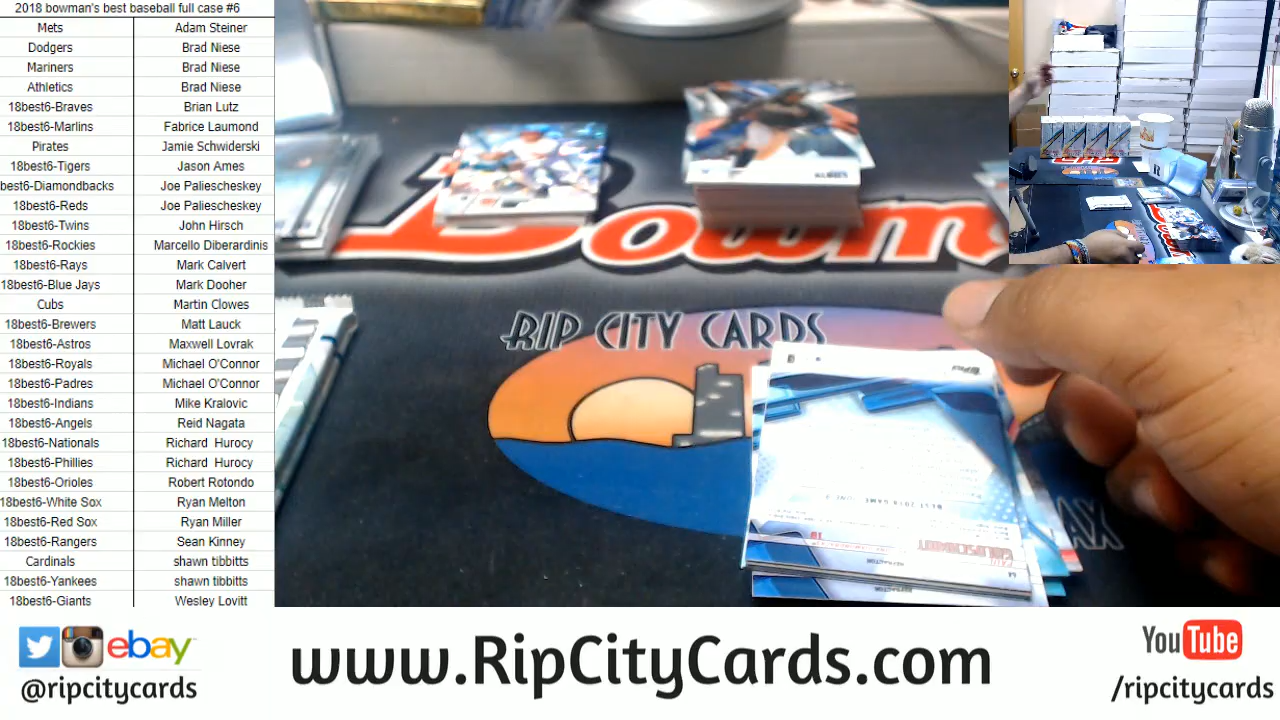 2018 bowman's best baseball full case #6
Mets Adam Steiner
Dodgers Brad Niese
Mariners Brad Niese
Athletics Brad Niese
18best6-Braves Brian Lutz
18best6-Marlins Fabrice Laumond
Pirates Jamie Schwiderski
18best6-Tigers Jason Ames
best6-Diamondbacks Joe Paliescheskey
18best6-Reds Joe Paliescheskey
18best6-Twins John Hirsch
18best6-Rockies Marcello Diberardinis
18best6-Rays Mark Calvert
18best6-Blue Jays Mark Dooher
Cubs Martin Clowes
18best6-Brewers Matt Lauck
18best6-Astros Maxwell Lovrak
18best6-Royals Michael O'Connor
18best6-Padres Michael O'Connor
18best6-Indians Mike Kralovic
18best6-Angels Reid Nagata
18best6-Nationals Richard Hurocy
18best6-Phillies Richard Hurocy
18best6-Orioles Robert Rotondo
18best6-White Sox Ryan Melton
18best6-Red Sox Ryan Miller
18best6-Rangers Sean Kinney
Cardinals shawn tibbitts
18best6-Yankees shawn tibbitts
18best6-Giants Wesley Lovitt
Bowm
RIP CITY CARDS
GOLDSCHMIDT
1B
REFRACTOR
AX
ebay
@ripcitycards
www.RipCityCards.com
YouTube
/ripcitycards